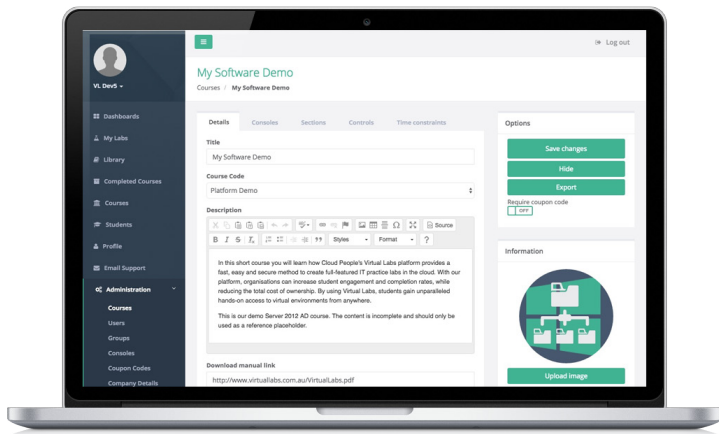 Log out
VL Dev5
My Software Demo
Courses / My Software Demo
Dashboards
My Labs
Library
Completed Courses
Courses
Students
Profile
Email Support
Administration
Courses
Users
Groups
Consoles
Coupon Codes
Company Details
Details Consoles Sections Controls Time constraints
Title
My Software Demo
Course Code
Platform Demo
Description
Source
B I S Tx Styles Format ?
In this short course you will learn how Cloud People's Virtual Labs platform provides a
fast, easy and secure method to create full-featured IT practice labs in the cloud. With our
platform, organisations can increase student engagement and completion rates, while
reducing the total cost of ownership. By using Virtual Labs, students gain unparalleled
hands-on access to virtual environments from anywhere.
This is our demo Server 2012 AD course. The content is incomplete and should only be
used as a reference placeholder.
Download manual link
http://www.virtuallabs.com.au/VirtualLabs.pdf
Options
Save changes
Hide
Export
Require coupon code
OFF
Information
Upload image